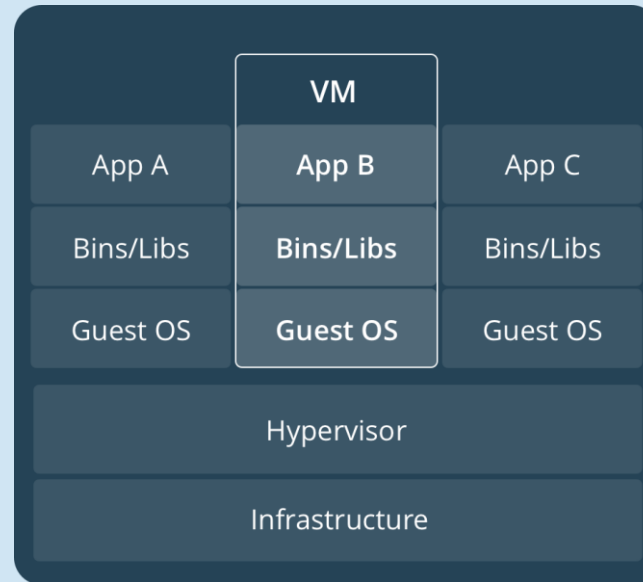 VM
App A
App B
App C
Bins/Libs
Bins/Libs
Bins/Libs
Guest OS
Guest OS
Guest OS
Hypervisor
Infrastructure